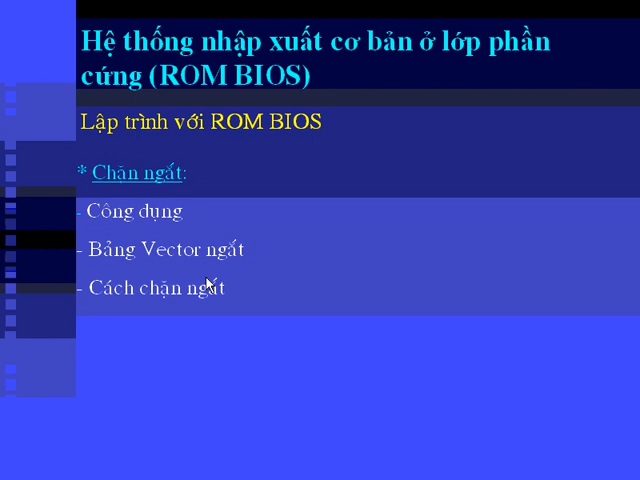 Hệ thống nhập xuất cơ bản ở lớp phần
cứng (ROM BIOS)
Lập trình với ROM BIOS
* Chặn ngắt:
- Công dụng
- Bảng Vector ngắt
- Cách chặn ngắt